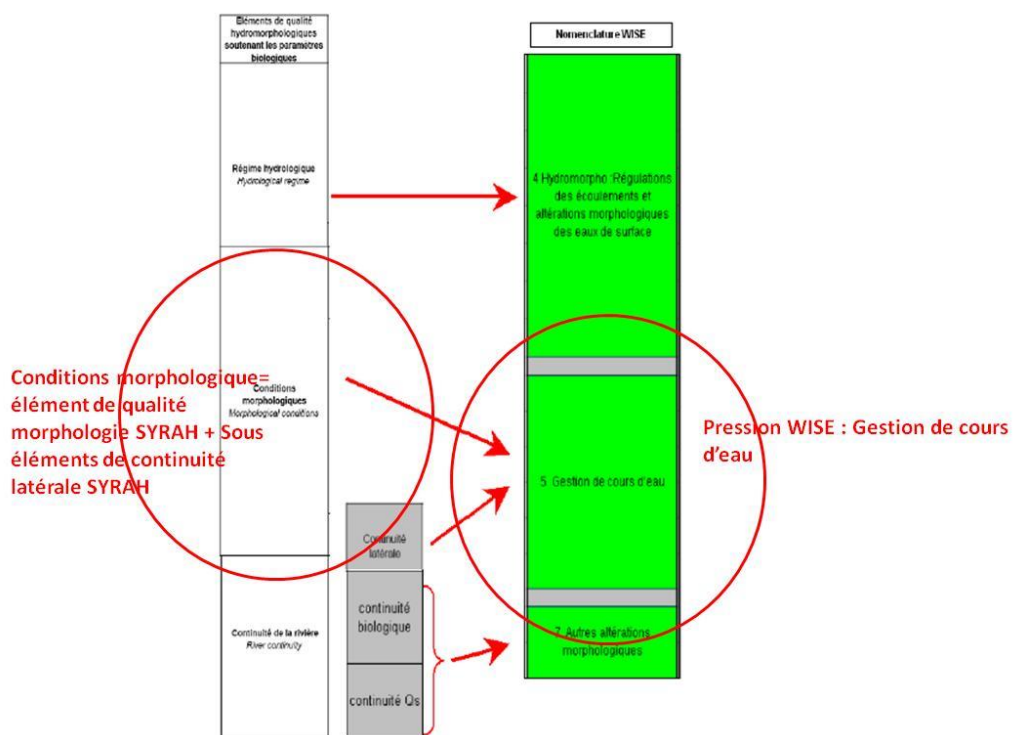 Eléments de qualité
hydromorphologiques
soutenant les paramètres
biologiques
Régime hydrologique
Hydrological regime
Conditions
morphologiques
Morphological conditions
Continuité de la rivière
River continuity
Conditions morphologique=
élément de qualité
morphologie SYRAH + Sous
éléments de continuité
latérale SYRAH
Continuité
latérale
continuité
biologique
continuité Qs
Nomenclature WISE
4 Hydromorpho :Régulations
des écoulements et
altérations morphologiques
des eaux de surface
5 Gestion de cours d'eau
7 Autres altérations
morphologiques
Pression WISE : Gestion de cours
d’eau